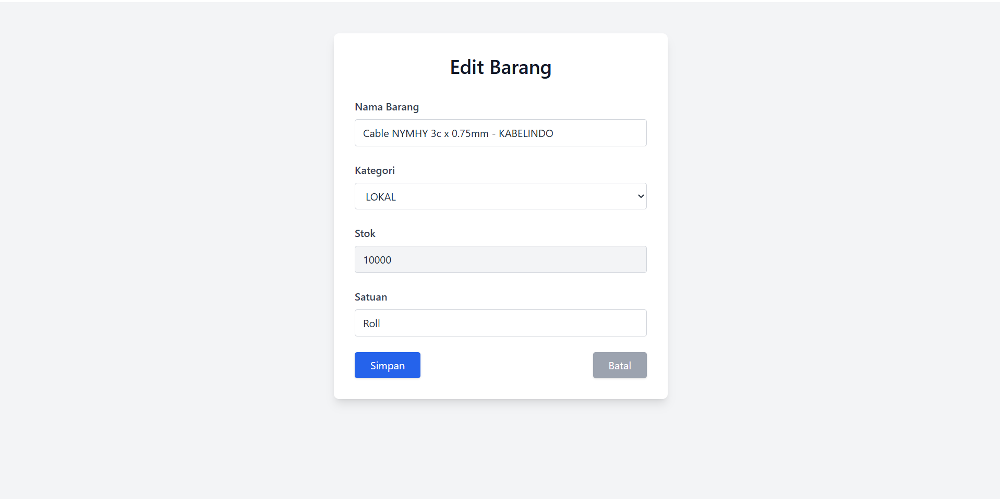 Edit Barang
Nama Barang
Cable NYMHY 3c x 0.75mm - KABELINDO
Kategori
LOKAL
Stok
10000
Satuan
Roll
Simpan
Batal